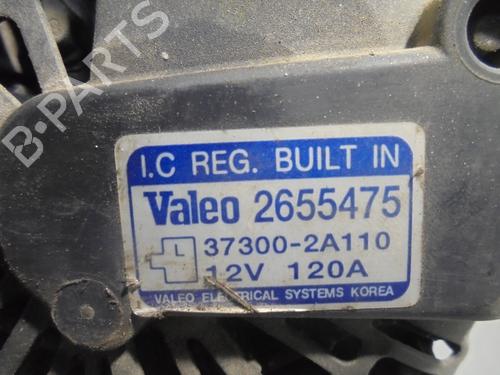 B-PARTS
I.C REG. BUILT IN
Valeo 2655475
L 37300-2A110
12V 120A
VALEO ELECTRICAL SYSTEMS KOREA